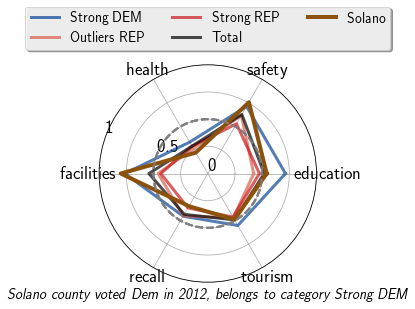 Strong DEM Strong REP Solano
Outliers REP Total
health safety
1
0.5
0
facilities education
recall tourism
Solano county voted Dem in 2012, belongs to category Strong DEM